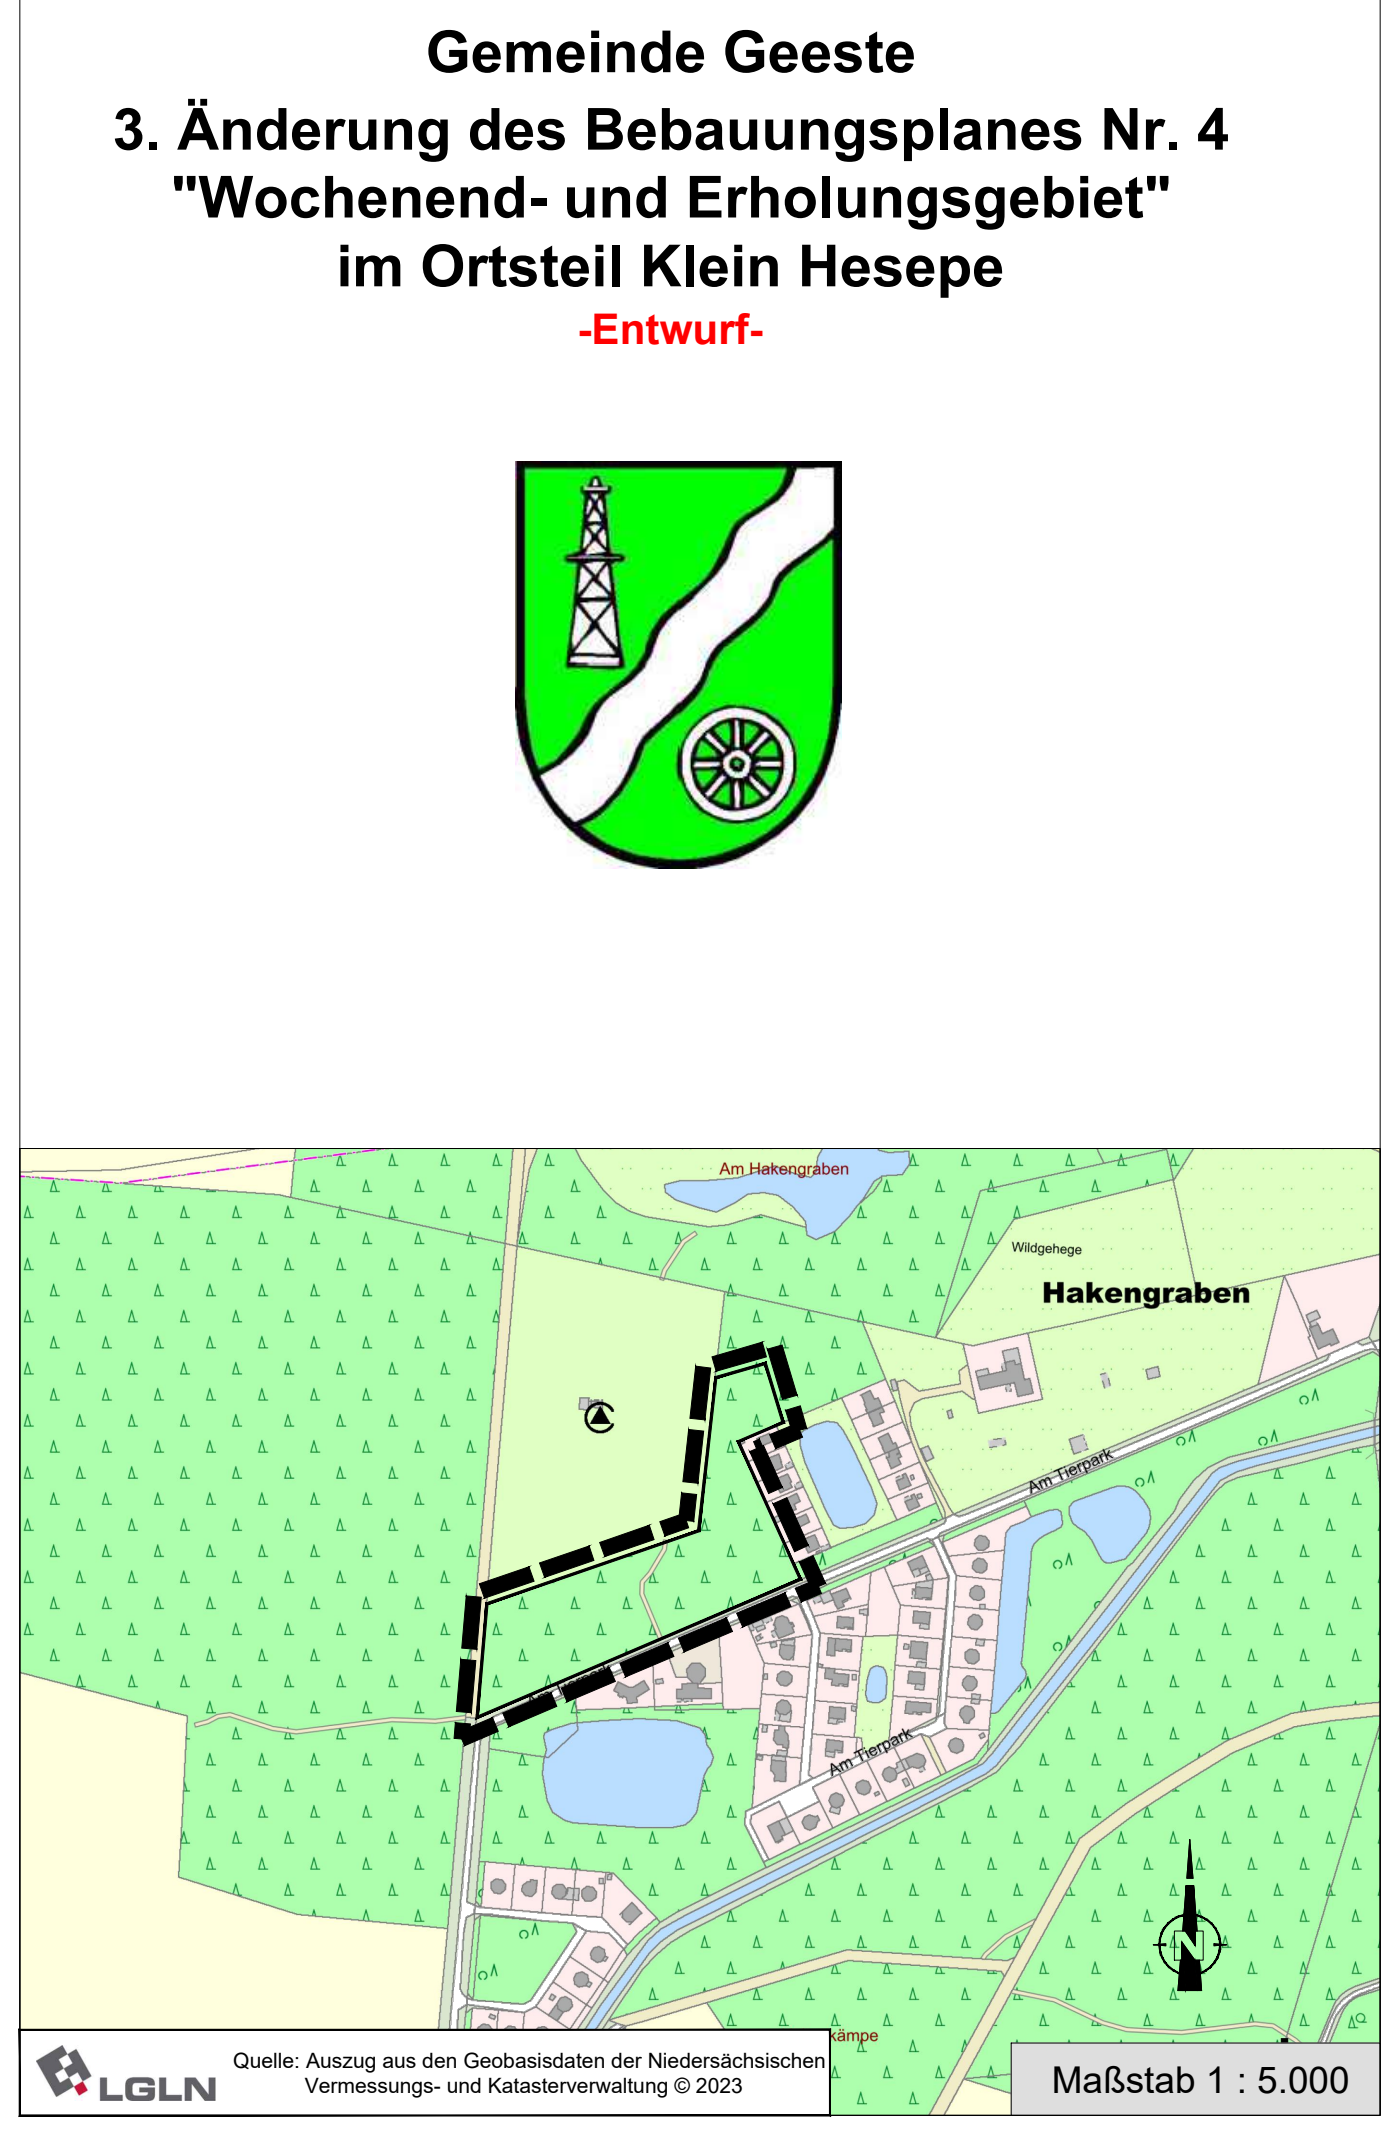 Gemeinde Geeste
3. Änderung des Bebauungsplanes Nr. 4
"Wochenend- und Erholungsgebiet"
im Ortsteil Klein Hesepe
-Entwurf-
Am Hakengraben
Wildgehege
Hakengraben
Am Tierpark
Am Tierpark
Am Tierpark
N
kämpe
LGLN
Quelle: Auszug aus den Geobasisdaten der Niedersächsischen
Vermessungs- und Katasterverwaltung © 2023
Maßstab 1 : 5.000